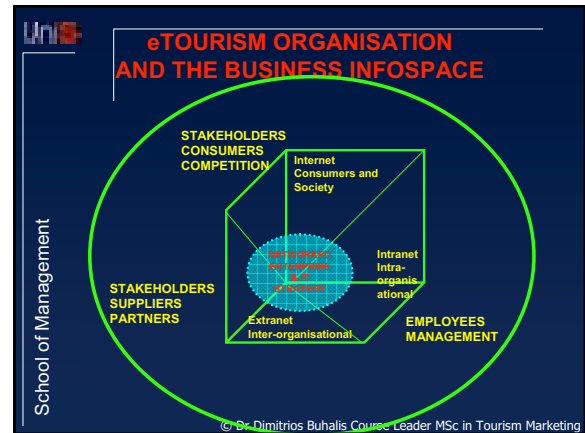 UniS
eTOURISM ORGANISATION
AND THE BUSINESS INFOSPACE
STAKEHOLDERS
CONSUMERS
COMPETITION
Internet
Consumers and
Society
Intranet
Intra-
organis
ational
STAKEHOLDERS
SUPPLIERS
PARTNERS
Extranet
Inter-organisational
EMPLOYEES
MANAGEMENT
School of Management
© Dr Dimitrios Buhalis Course Leader MSc in Tourism Marketing